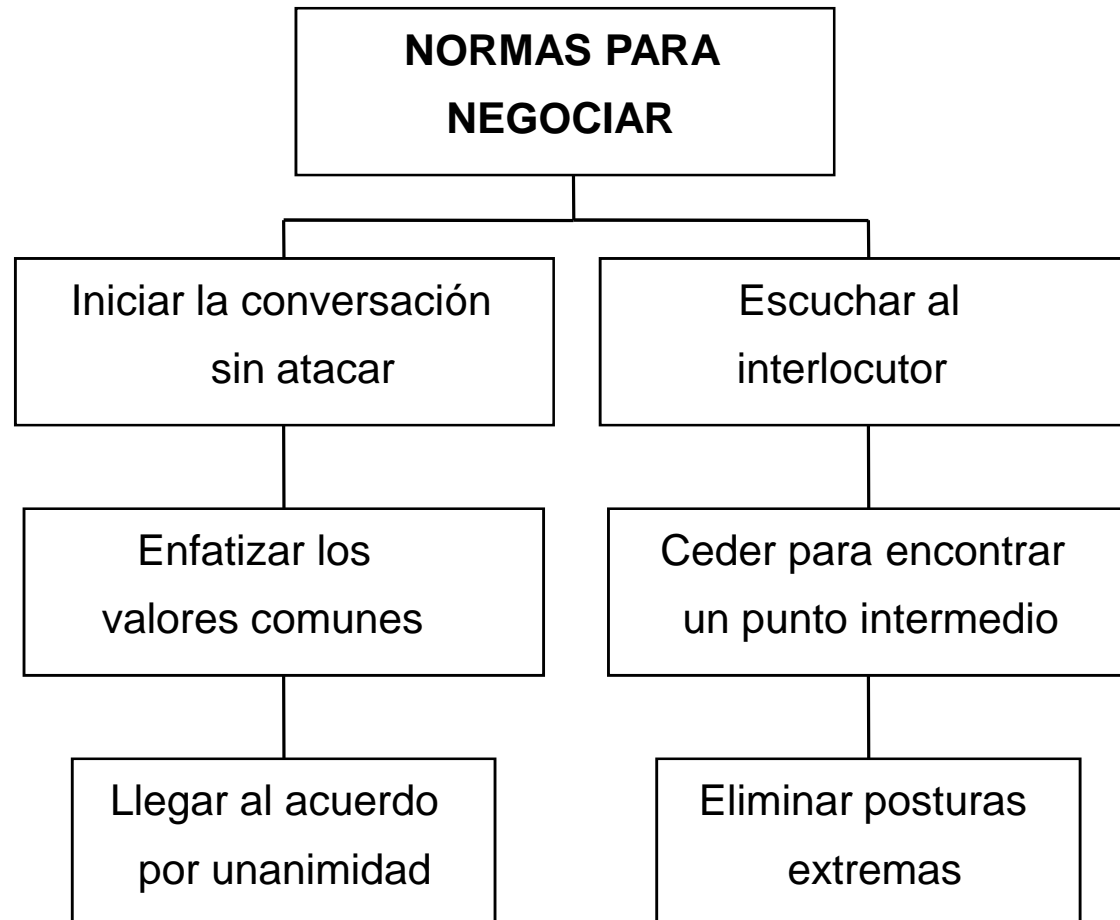 NORMAS PARA
NEGOCIAR
Iniciar la conversación
sin atacar
Escuchar al
interlocutor
Enfatizar los
valores comunes
Ceder para encontrar
un punto intermedio
Llegar al acuerdo
por unanimidad
Eliminar posturas
extremas